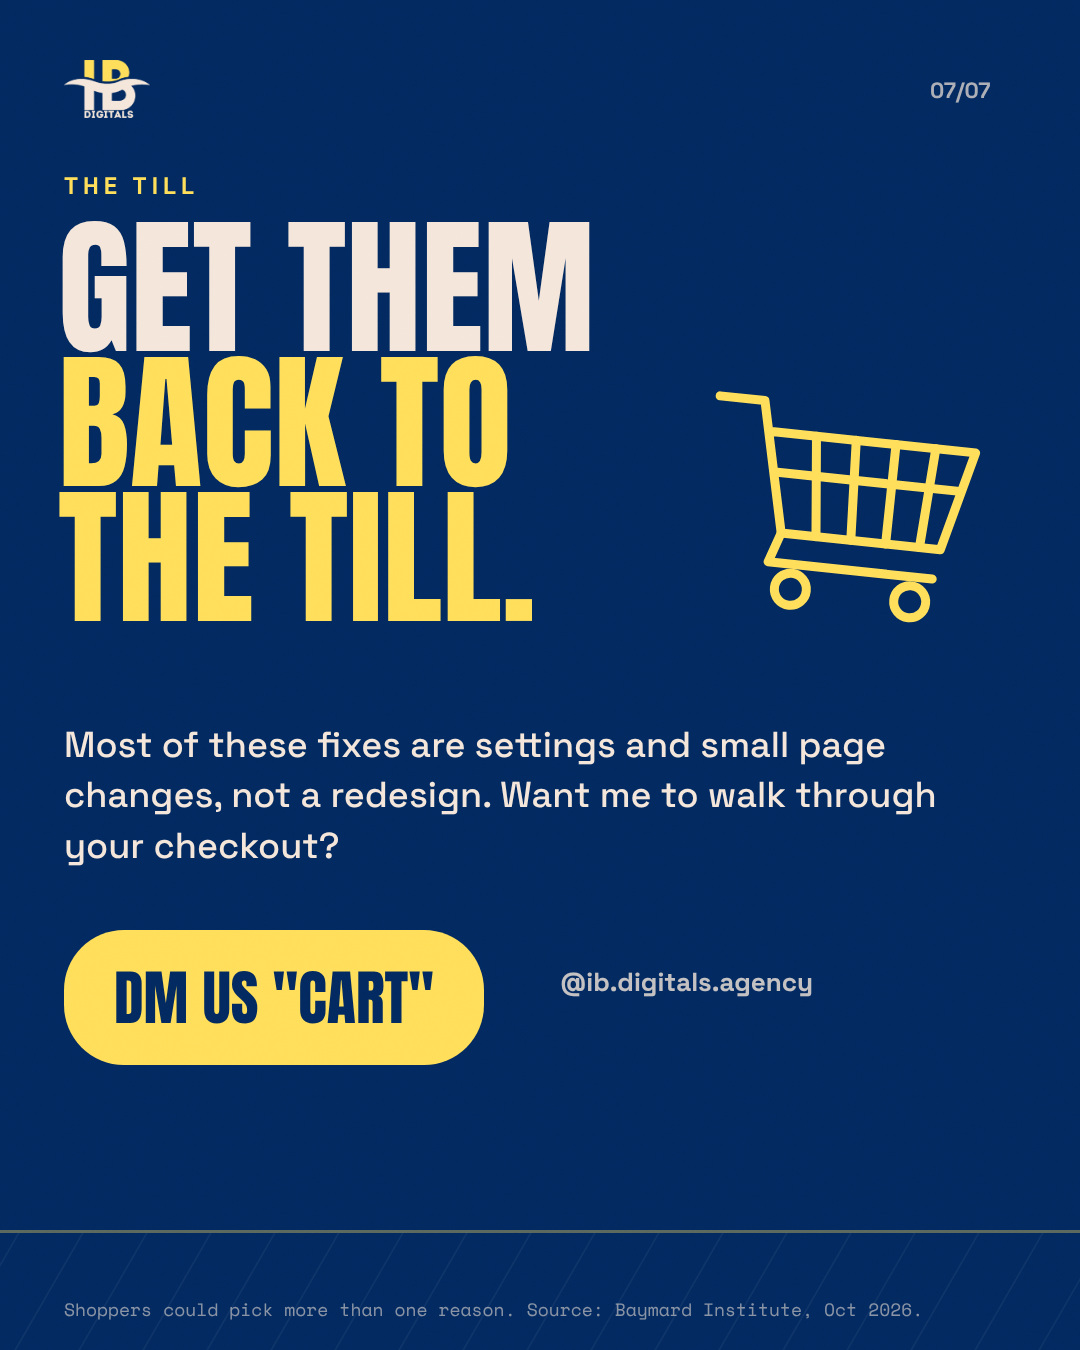 IB
DIGITALS
07/07
THE TILL
GET THEM
BACK TO
THE TILL.
Most of these fixes are settings and small page
changes, not a redesign. Want me to walk through
your checkout?
DM US "CART"
@ib.digitals.agency
Shoppers could pick more than one reason. Source: Baymard Institute, Oct 2026.